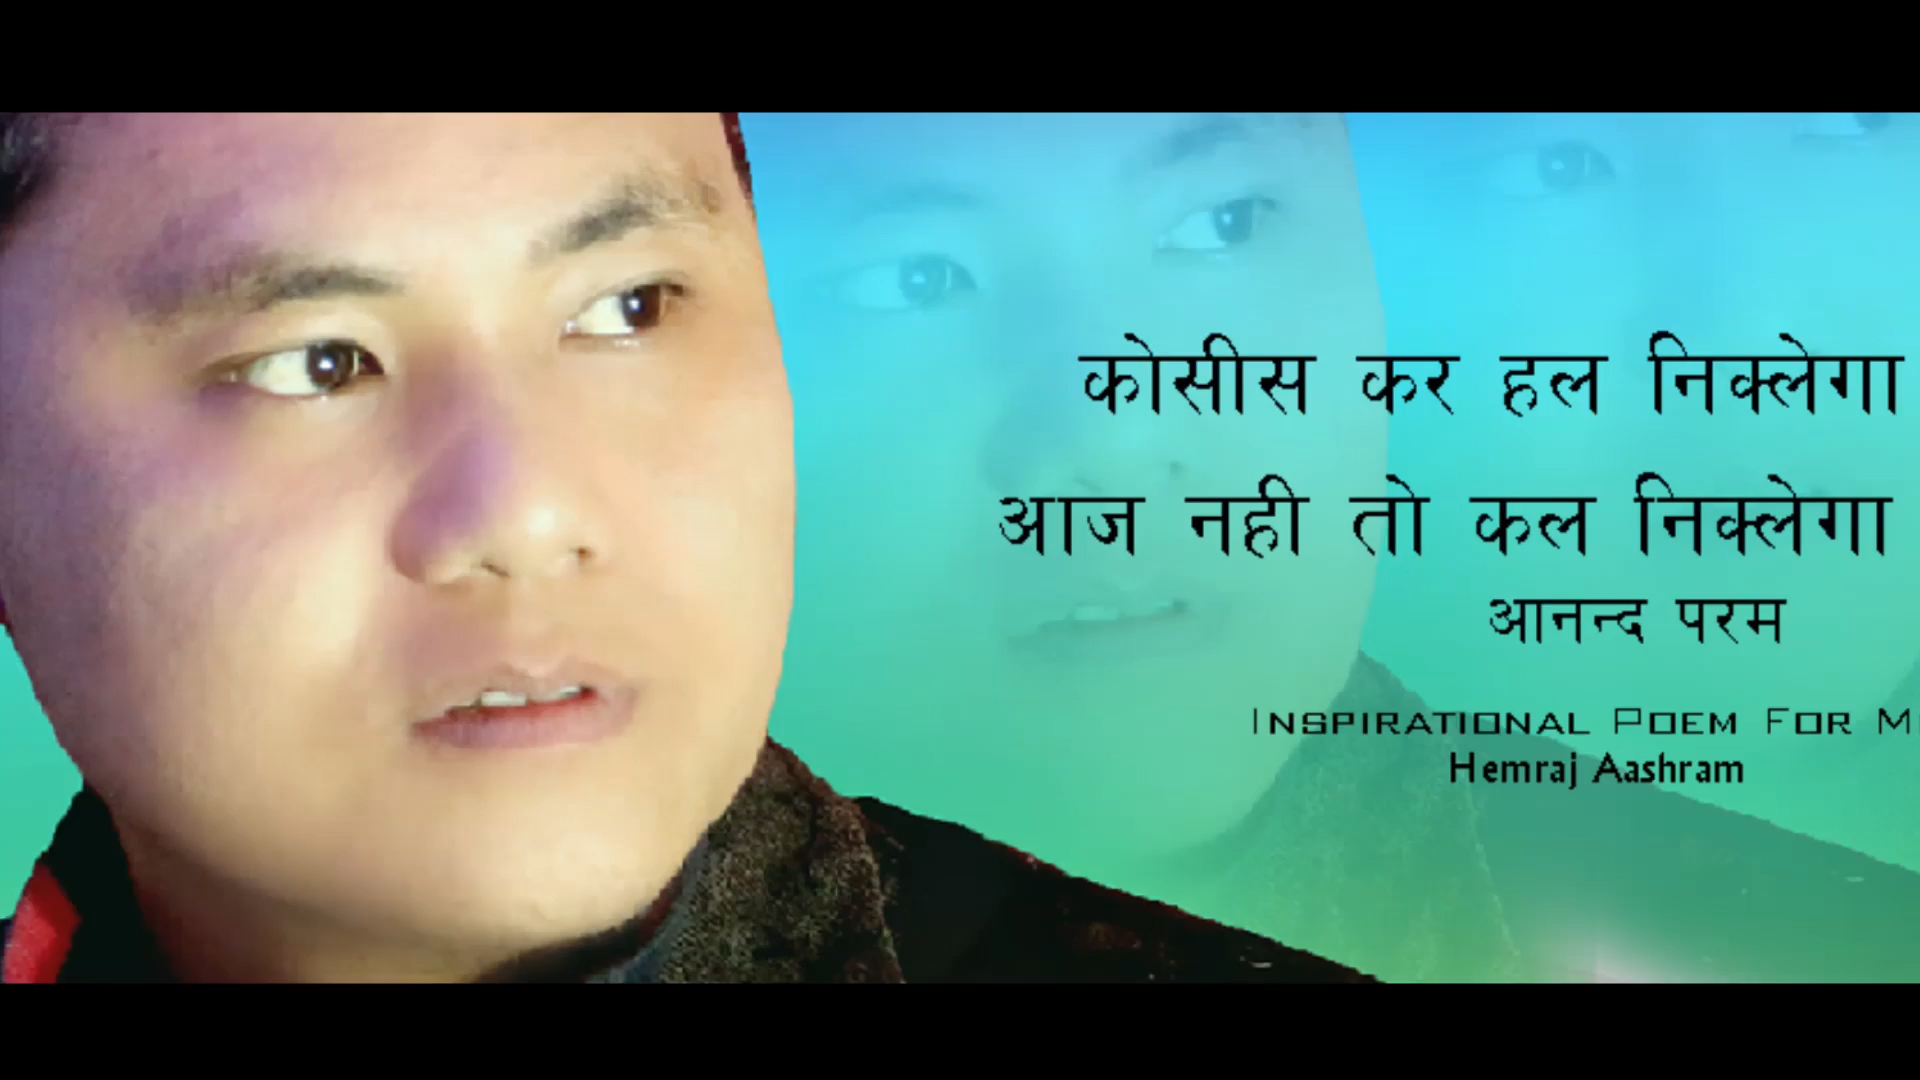 कोसीस कर हल निक्लेगा
आज नही तो कल निक्लेगा
आनन्द परम
Inspirational Poem For
Hemraj Aashram